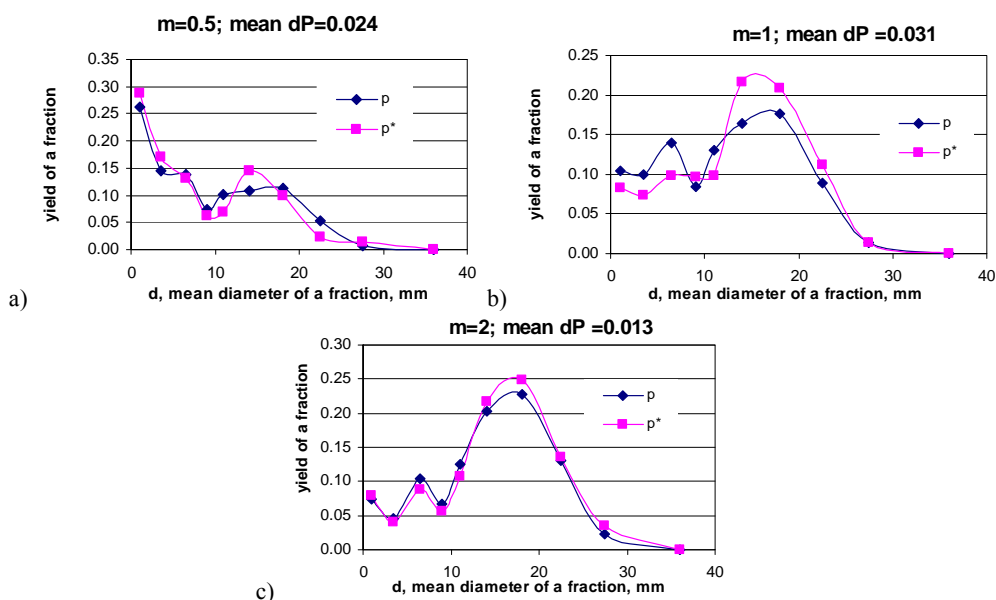 m=0.5; mean dP=0.024
0.35
0.30
0.25
0.20
0.15
0.10
0.05
0.00
yield of a fraction
p
p*
0 10 20 30 40
d, mean diameter of a fraction, mm
a)
m=1; mean dP =0.031
0.25
0.20
0.15
0.10
0.05
0.00
yield of a fraction
p
p*
0 10 20 30 40
d, mean diameter of a fraction, mm
b)
m=2; mean dP =0.013
0.30
0.25
0.20
0.15
0.10
0.05
0.00
yield of a fraction
p
p*
0 10 20 30 40
d, mean diameter of a fraction, mm
c)